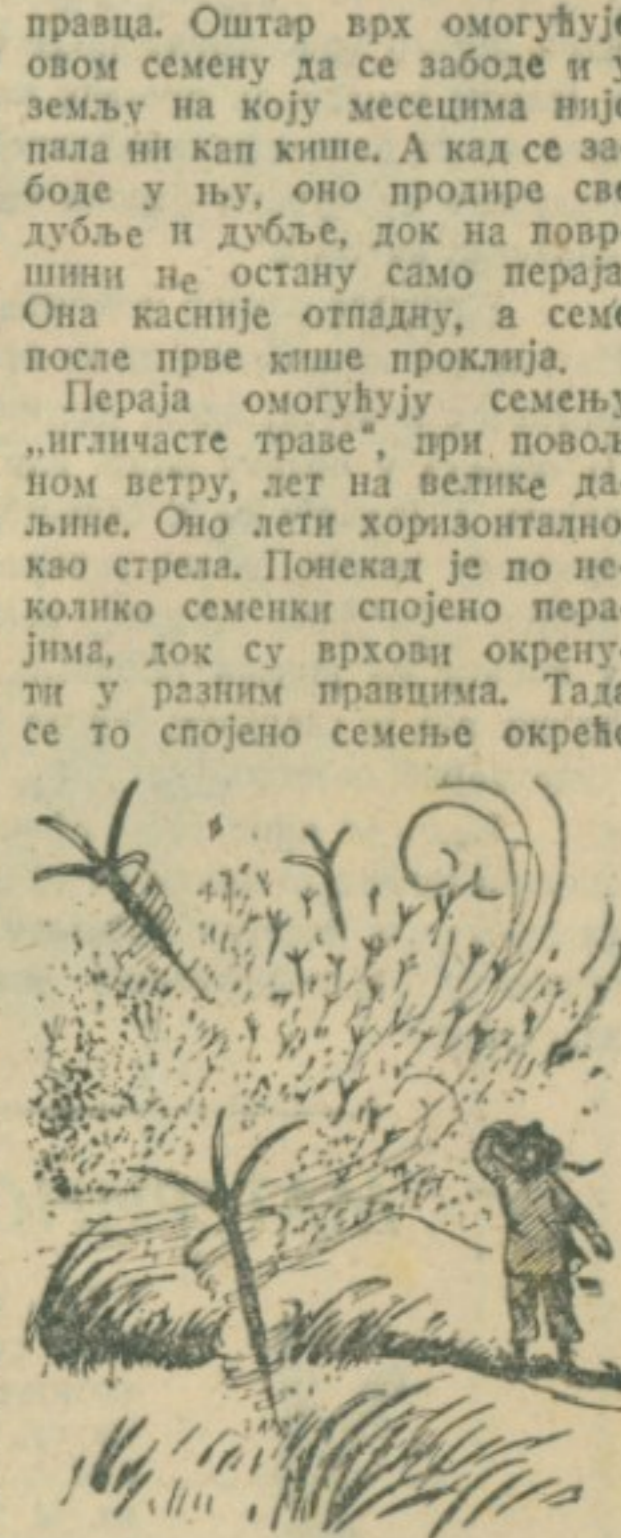 правца. Оштар врх омогућује
овом семену да се забоде и у
земљу на коју месецима није
пала ни кап кише. А кад се за-
боде у њу, оно продире све
дубље и дубље, док на повр-
шини не остану само пераја.
Она касније отпадну, а семе
после прве кише проклија.
Пераја омогућују семењу
„игличасте траве“, при повољ
ном ветру, лет на велике да-
љине. Оно лети хоризонтално,
као стрела. Понекад је по не-
колико семенки спојено пера-
јима, док су врхови окрену-
ти у разним правцима. Тада
се то спојено семење окреће